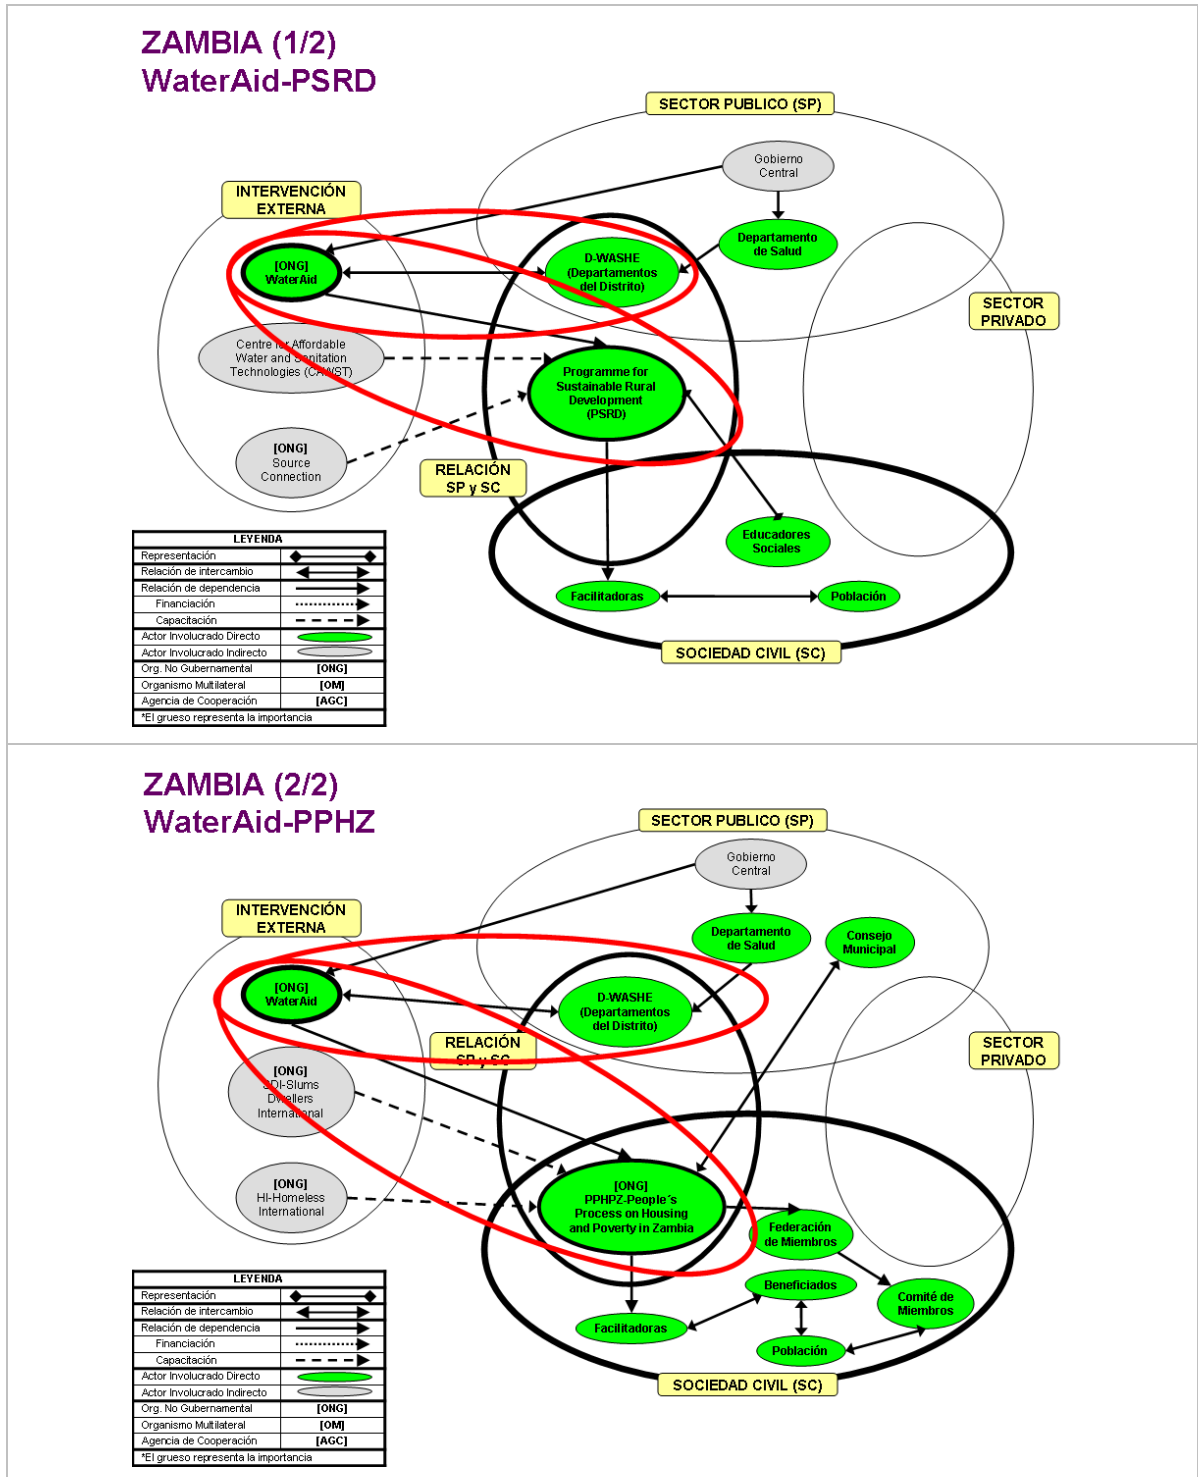 ZAMBIA (1/2)
WaterAid-PSRD
SECTOR PUBLICO (SP)
Gobierno
Central
INTERVENCIÓN
EXTERNA
Departamento
de Salud
D-WASHE
(Departamentos
del Distrito)
[ONG]
WaterAid
SECTOR
PRIVADO
Centre for Affordable
Water and Sanitation
Technologies (CAWST)
Programme for
Sustainable Rural
Development
(PSRD)
[ONG]
Source
Connection
RELACIÓN
SP y SC
Educadores
Sociales
Facilitadoras
Población
SOCIEDAD CIVIL (SC)
LEYENDA
Representación
Relación de intercambio
Relación de dependencia
Financiación
Capacitación
Actor Involucrado Directo
Actor Involucrado Indirecto
Org. No Gubernamental [ONG]
Organismo Multilateral [OM]
Agencia de Cooperación [AGC]
*El grueso representa la importancia
ZAMBIA (2/2)
WaterAid-PPHZ
SECTOR PUBLICO (SP)
Gobierno
Central
INTERVENCIÓN
EXTERNA
Departamento
de Salud
Consejo
Municipal
[ONG]
WaterAid
D-WASHE
(Departamentos
del Distrito)
RELACIÓN
SP y SC
SECTOR
PRIVADO
[ONG]
SDI-Slums
Dwellers
International
[ONG]
HI-Homeless
International
[ONG]
PPHPZ-People´s
Process on Housing
and Poverty in Zambia
Federación
de Miembros
Beneficiados
Comité de
Miembros
Facilitadoras
Población
SOCIEDAD CIVIL (SC)
LEYENDA
Representación
Relación de intercambio
Relación de dependencia
Financiación
Capacitación
Actor Involucrado Directo
Actor Involucrado Indirecto
Org. No Gubernamental [ONG]
Organismo Multilateral [OM]
Agencia de Cooperación [AGC]
*El grueso representa la importancia